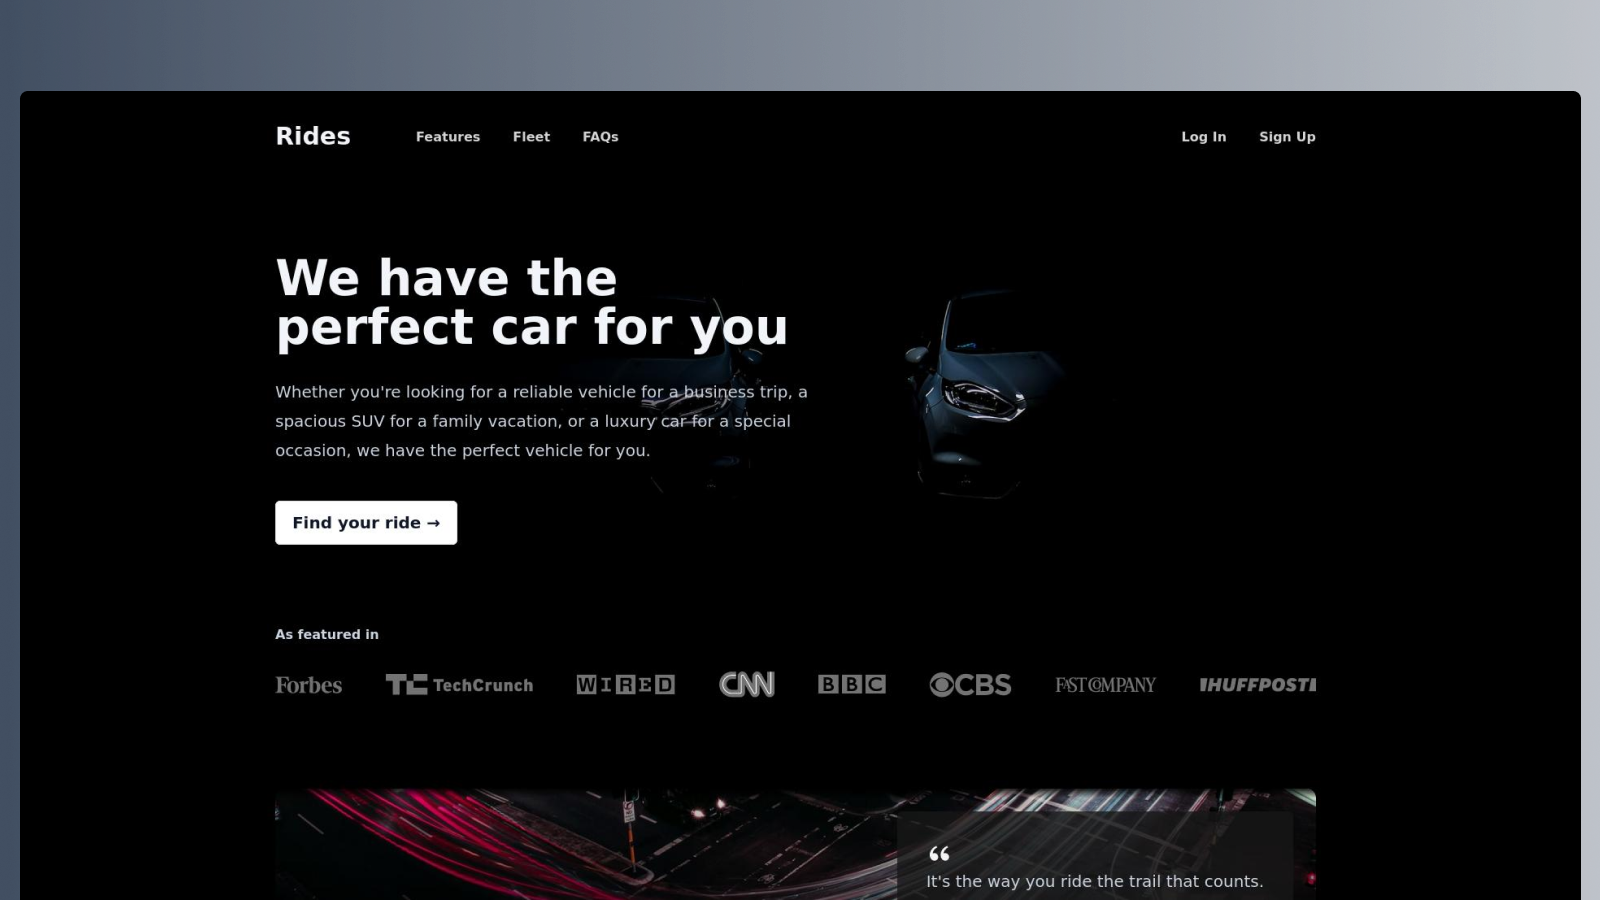 Rides
Features
Fleet
FAQs
Log In
Sign Up
We have the
perfect car for you
Whether you're looking for a reliable vehicle for a business trip, a
spacious SUV for a family vacation, or a luxury car for a special
occasion, we have the perfect vehicle for you.
Find your ride →
As featured in
Forbes
TechCrunch
WIRED
CNN
BBC
CBS
FAST COMPANY
HUFFPOST
“
It's the way you ride the trail that counts.